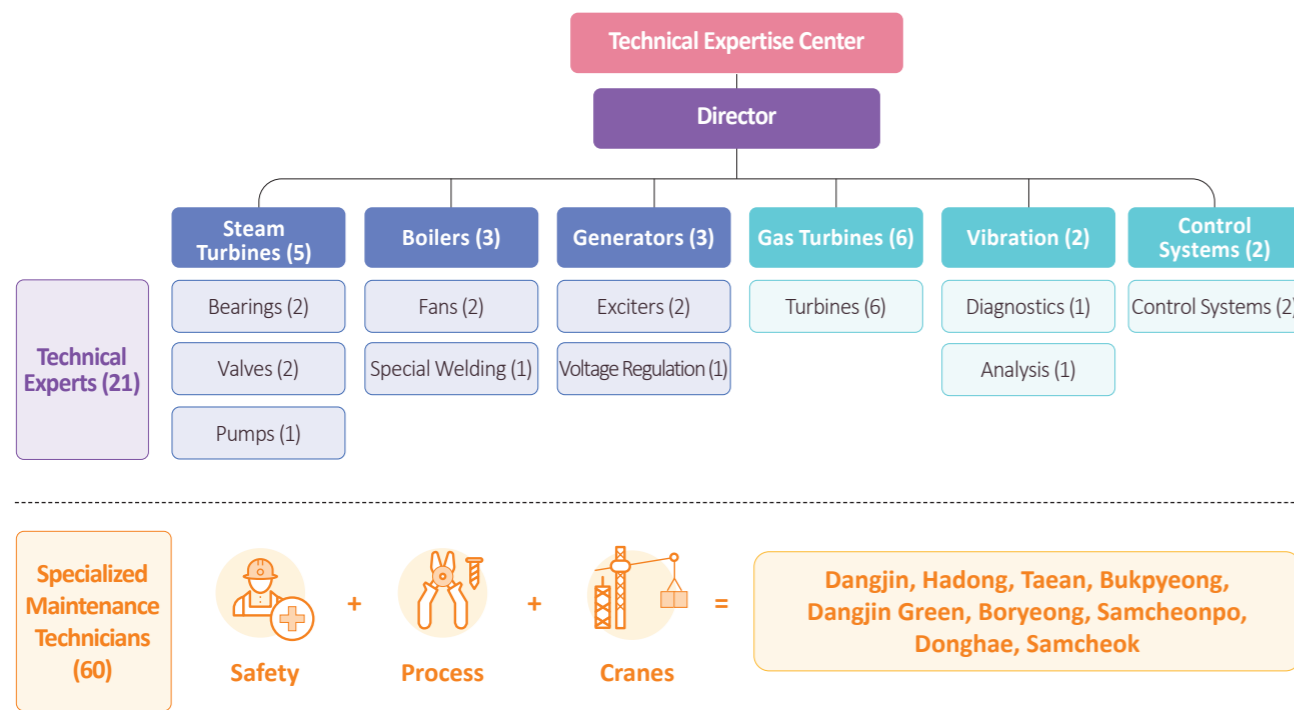 Technical Expertise Center
Director
Steam
Turbines (5)
Boilers (3)
Generators (3)
Gas Turbines (6)
Vibration (2)
Control
Systems (2)
Technical
Experts (21)
Bearings (2)
Fans (2)
Exciters (2)
Turbines (6)
Diagnostics (1)
Control Systems (2)
Valves (2)
Special Welding (1)
Voltage Regulation (1)
Analysis (1)
Pumps (1)
Specialized
Maintenance
Technicians
(60)
Safety
+
Process
+
Cranes
=
Dangjin, Hadong, Taean, Bukpyeong,
Dangjin Green, Boryeong, Samcheonpo,
Donghae, Samcheok